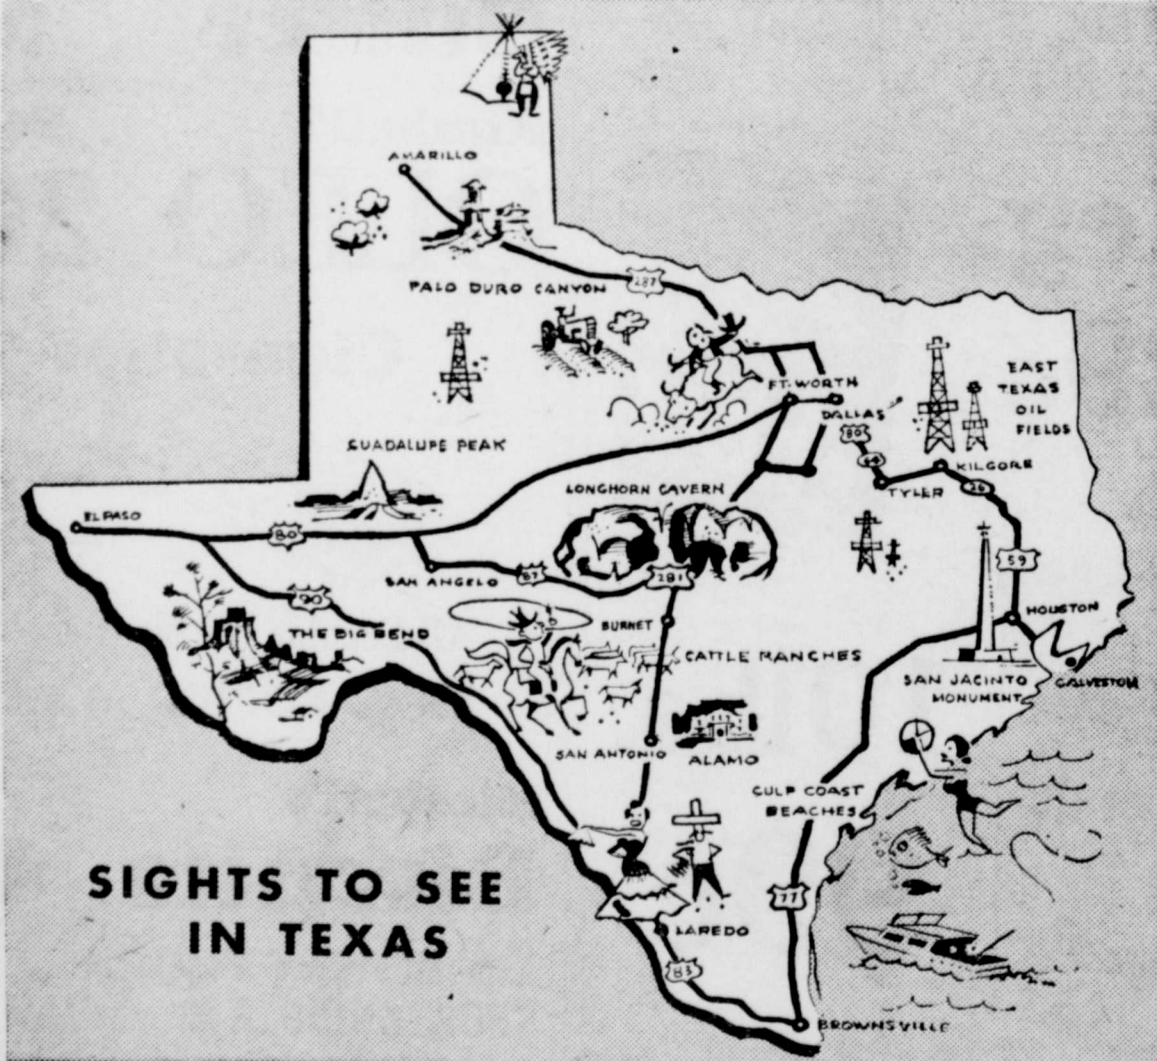 AMARILLO
PALO DURO CANYON
287
FT. WORTH
DALLAS
80
EAST
TEXAS
OIL
FIELDS
GUADALUPE PEAK
64
KILGORE
TYLER
26
LONGHORN CAVERN
EL PASO
80
59
SAN ANGELO
87
281
90
HOUSTON
THE BIG BEND
BURNET
CATTLE RANCHES
SAN JACINTO
MONUMENT
GALVESTON
SAN ANTONIO
ALAMO
GULF COAST
BEACHES
SIGHTS TO SEE
IN TEXAS
77
LAREDO
83
BROWNSVILLE